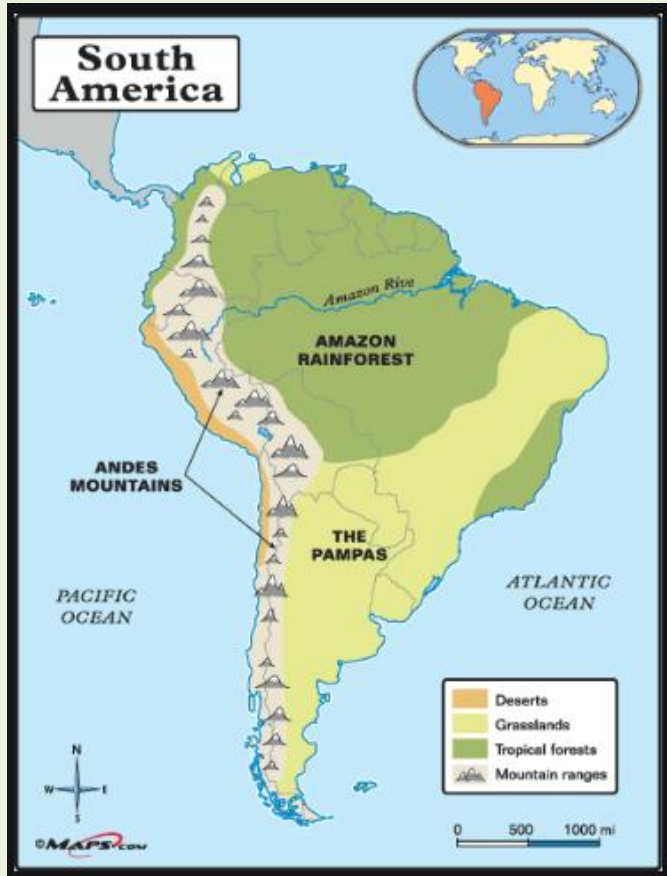 South
America
Amazon Rive
AMAZON
RAINFOREST
ANDES
MOUNTAINS
THE
PAMPAS
PACIFIC
OCEAN
ATLANTIC
OCEAN
Deserts
Grasslands
Tropical forests
Mountain ranges
N
W
E
S
0 500 1000 mi
©MAPS.COM